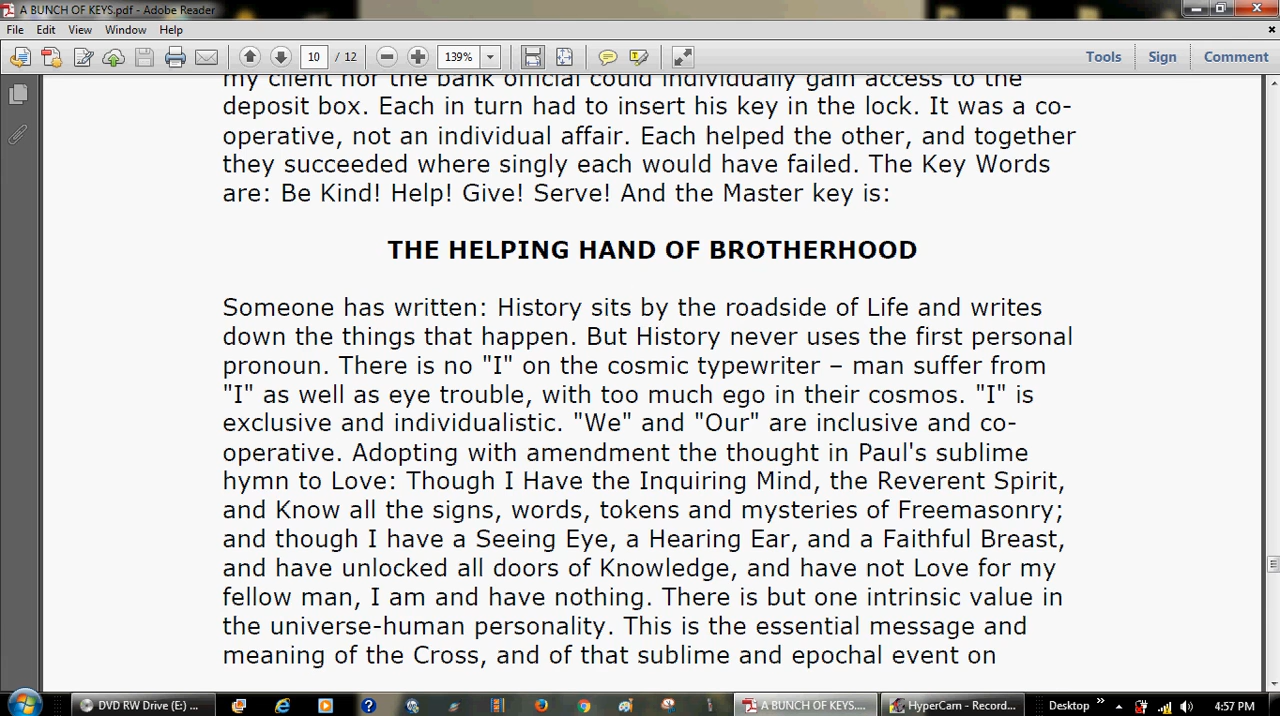 A BUNCH OF KEYS.pdf - Adobe Reader
File Edit View Window Help
10 / 12 139% Tools Sign Comment
my client nor the bank official could individually gain access to the
deposit box. Each in turn had to insert his key in the lock. It was a co-
operative, not an individual affair. Each helped the other, and together
they succeeded where singly each would have failed. The Key Words
are: Be Kind! Help! Give! Serve! And the Master key is:
THE HELPING HAND OF BROTHERHOOD
Someone has written: History sits by the roadside of Life and writes
down the things that happen. But History never uses the first personal
pronoun. There is no "I" on the cosmic typewriter – man suffer from
"I" as well as eye trouble, with too much ego in their cosmos. "I" is
exclusive and individualistic. "We" and "Our" are inclusive and co-
operative. Adopting with amendment the thought in Paul's sublime
hymn to Love: Though I Have the Inquiring Mind, the Reverent Spirit,
and Know all the signs, words, tokens and mysteries of Freemasonry;
and though I have a Seeing Eye, a Hearing Ear, and a Faithful Breast,
and have unlocked all doors of Knowledge, and have not Love for my
fellow man, I am and have nothing. There is but one intrinsic value in
the universe-human personality. This is the essential message and
meaning of the Cross, and of that sublime and epochal event on
DVD RW Drive (E:) ... A BUNCH OF KEYS.... HyperCam - Record... Desktop 4:57 PM